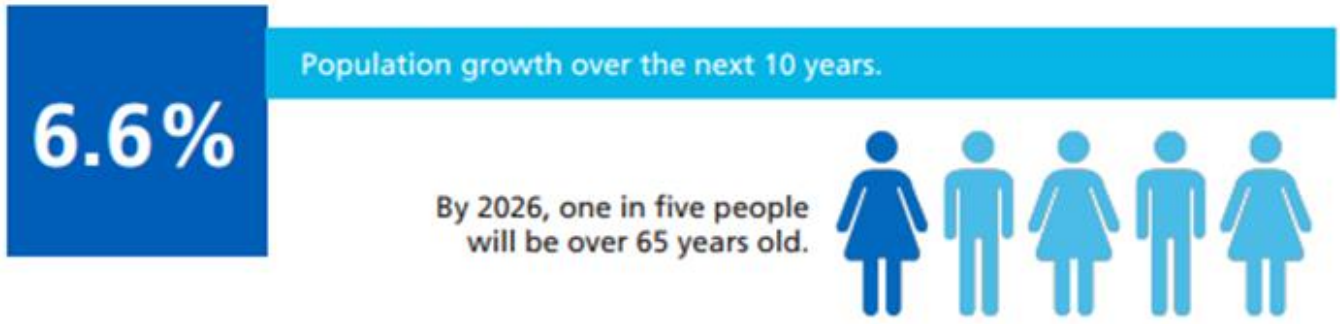 6.6%
Population growth over the next 10 years.
By 2026, one in five people
will be over 65 years old.